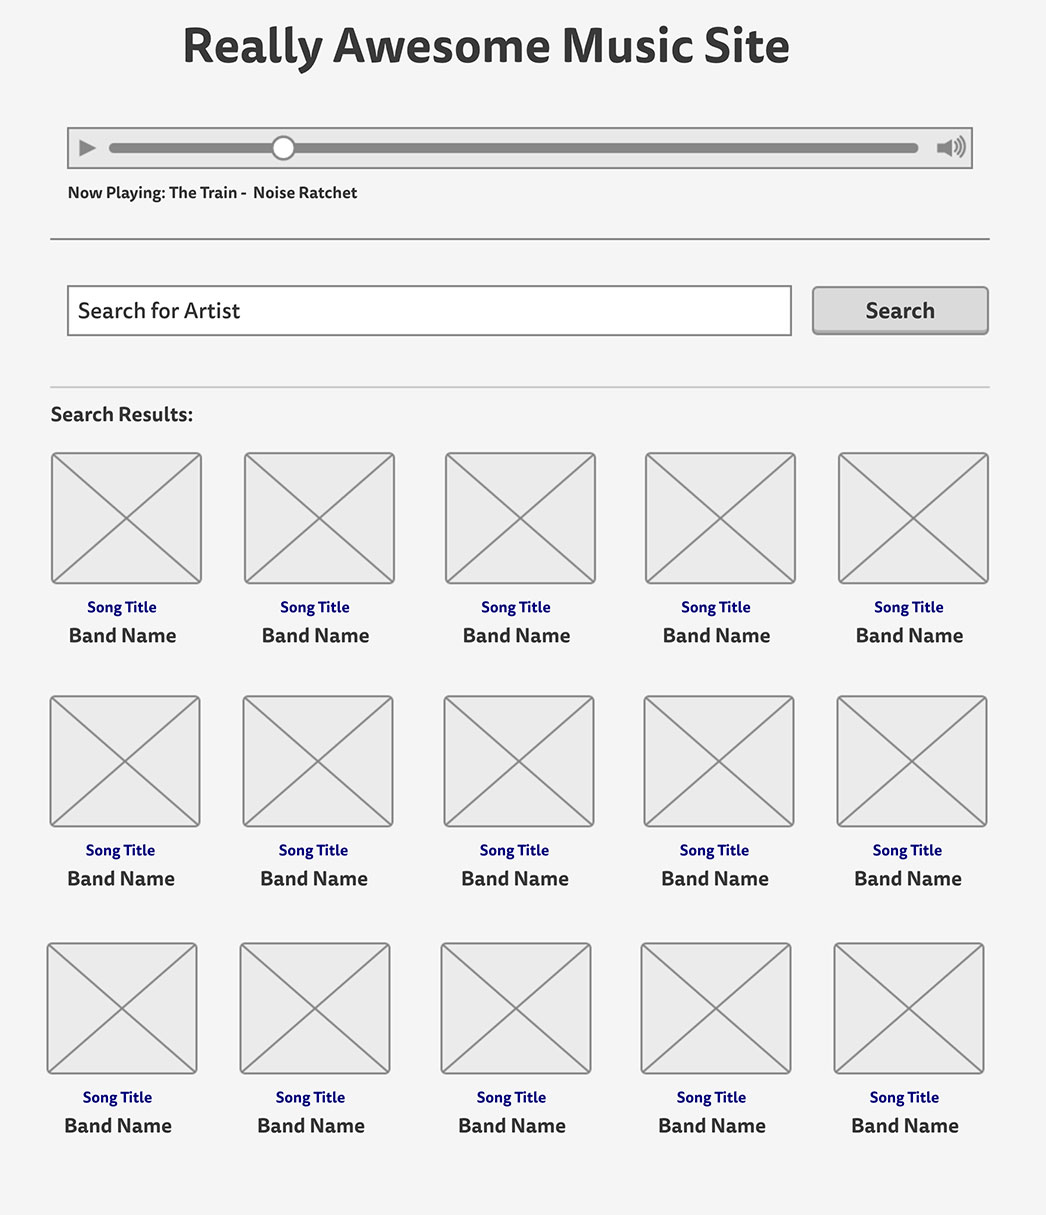 Really Awesome Music Site
Now Playing: The Train - Noise Ratchet
Search for Artist
Search
Search Results:
Song Title Song Title Song Title Song Title Song Title
Band Name Band Name Band Name Band Name Band Name
Song Title Song Title Song Title Song Title Song Title
Band Name Band Name Band Name Band Name Band Name
Song Title Song Title Song Title Song Title Song Title
Band Name Band Name Band Name Band Name Band Name